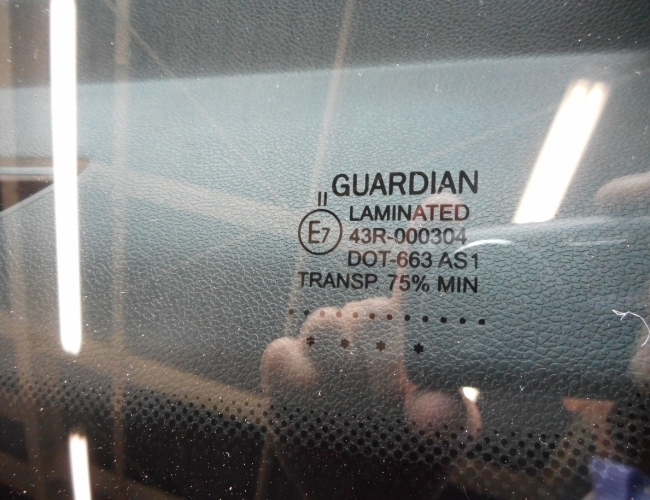 GUARDIAN
II
LAMINATED
E7
43R-000304
DOT-663 AS1
TRANSP. 75% MIN